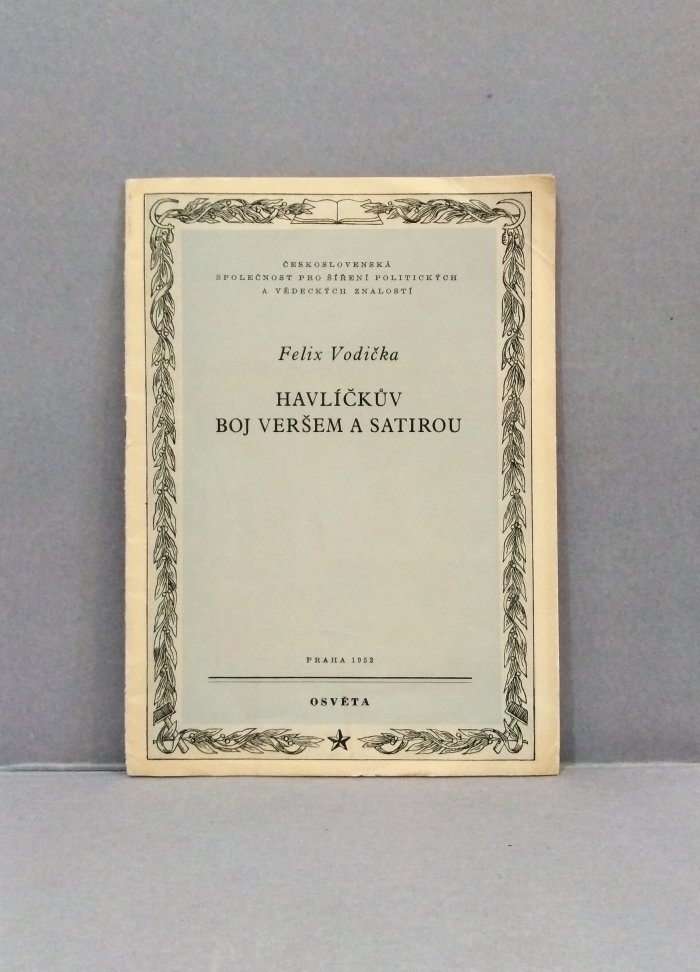 ČESKOSLOVENSKÁ
SPOLEČNOST PRO ŠÍŘENÍ POLITICKÝCH
A VĚDECKÝCH ZNALOSTÍ
Felix Vodička
HAVLÍČKŮV
BOJ VERŠEM A SATIROU
PRAHA 1952
OSVĚTA